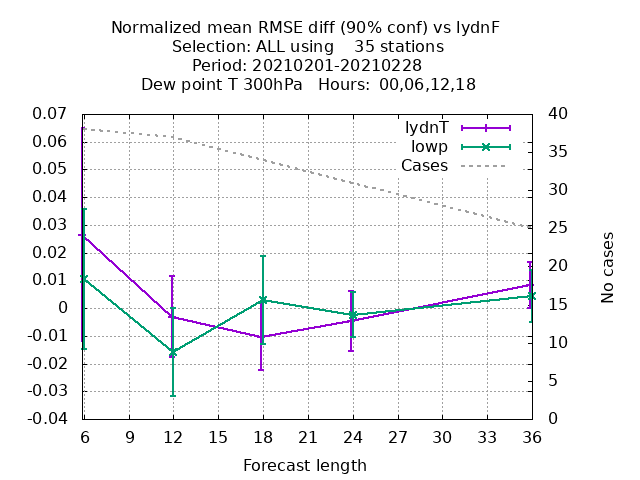 Normalized mean RMSE diff (90% conf) vs lydnF
Selection: ALL using    35 stations
Period: 20210201-20210228
Dew point T 300hPa   Hours:  00,06,12,18
0.07
0.06
0.05
0.04
0.03
0.02
0.01
0
-0.01
-0.02
-0.03
-0.04
40
35
30
25
20
15
10
5
0
lydnT
lowp
Cases
No cases
6 9 12 15 18 21 24 27 30 33 36
Forecast length